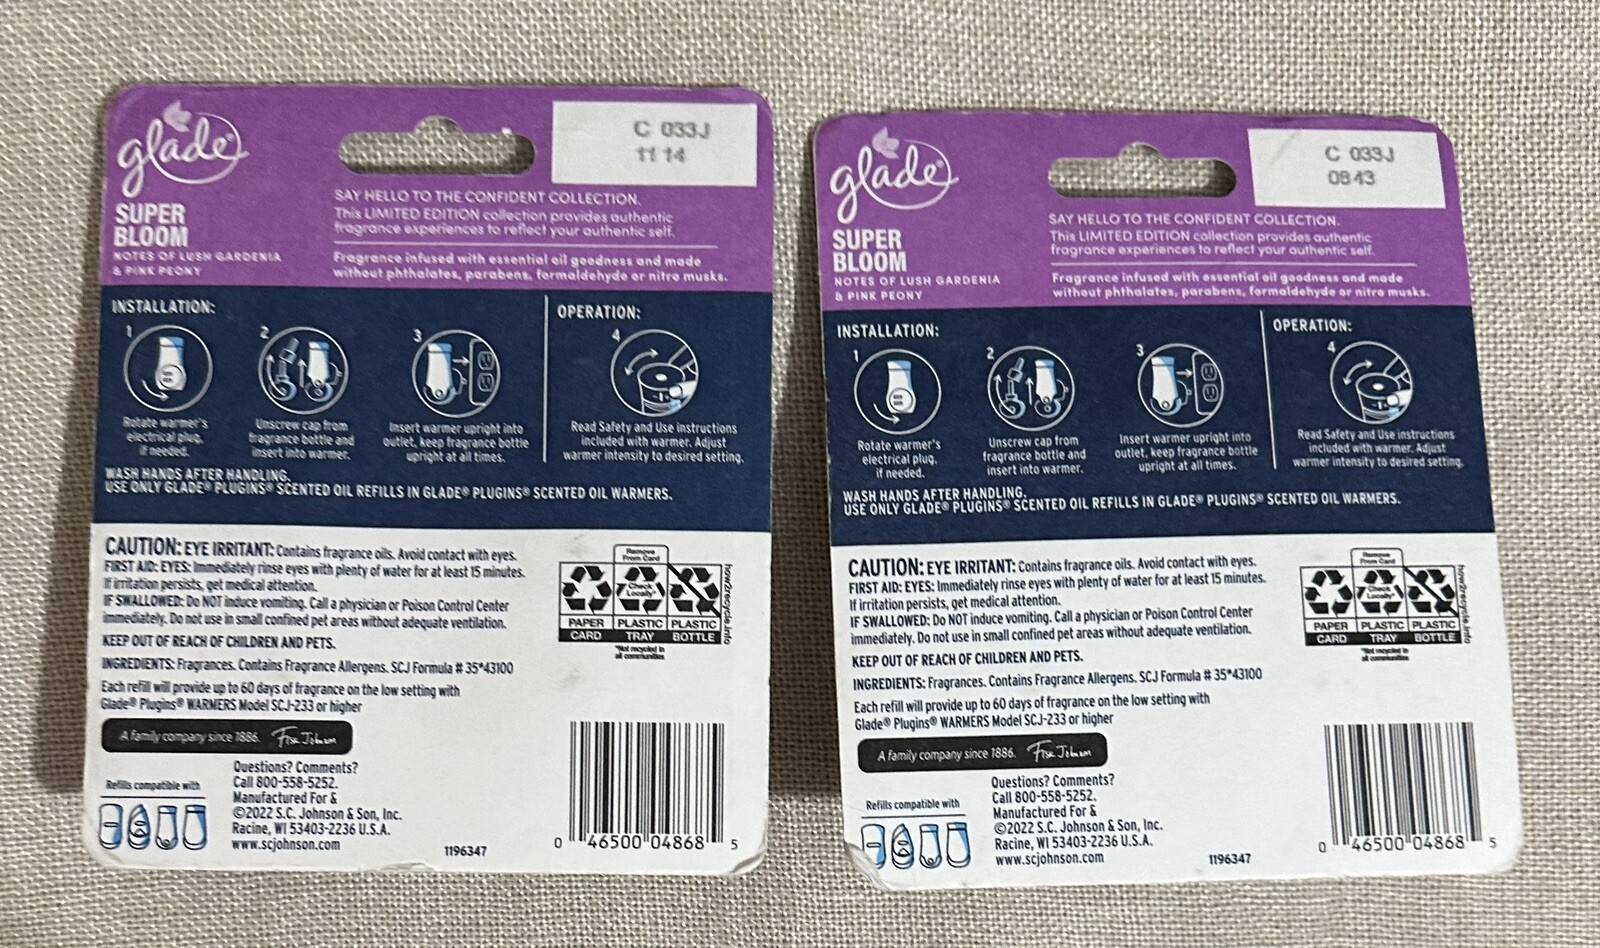 glade®
SUPER
BLOOM
NOTES OF LUSH GARDENIA
& PINK PEONY
C 033J
11 14
SAY HELLO TO THE CONFIDENT COLLECTION.
This LIMITED EDITION collection provides authentic
fragrance experiences to reflect your authentic self.
Fragrance infused with essential oil goodness and made
without phthalates, parabens, formaldehyde or nitro musks.
INSTALLATION:
OPERATION:
1
2
3
4
Rotate warmer's
electrical plug,
if needed.
Unscrew cap from
fragrance bottle and
insert into warmer.
Insert warmer upright into
outlet, keep fragrance bottle
upright at all times.
Read Safety and Use instructions
included with warmer. Adjust
warmer intensity to desired setting.
WASH HANDS AFTER HANDLING.
USE ONLY GLADE® PLUGINS® SCENTED OIL REFILLS IN GLADE® PLUGINS® SCENTED OIL WARMERS.
CAUTION: EYE IRRITANT: Contains fragrance oils. Avoid contact with eyes.
FIRST AID: EYES: Immediately rinse eyes with plenty of water for at least 15 minutes.
If irritation persists, get medical attention.
IF SWALLOWED: Do NOT induce vomiting. Call a physician or Poison Control Center
immediately. Do not use in small confined pet areas without adequate ventilation.
KEEP OUT OF REACH OF CHILDREN AND PETS.
INGREDIENTS: Fragrances. Contains Fragrance Allergens. SCJ Formula # 35*43100
Each refill will provide up to 60 days of fragrance on the low setting with
Glade® Plugins® WARMERS Model SCJ-233 or higher
Remove
From Card
Check
Locally*
PAPER PLASTIC PLASTIC
CARD TRAY BOTTLE
*Not recycled in
all communities
how2recycle.info
A family company since 1886. Fisk Johnson
Refills compatible with
Questions? Comments?
Call 800-558-5252.
Manufactured For &
©2022 S.C. Johnson & Son, Inc.
Racine, WI 53403-2236 U.S.A.
www.scjohnson.com
1196347
0 46500 04868 5
glade®
SUPER
BLOOM
NOTES OF LUSH GARDENIA
& PINK PEONY
C 033J
0843
SAY HELLO TO THE CONFIDENT COLLECTION.
This LIMITED EDITION collection provides authentic
fragrance experiences to reflect your authentic self.
Fragrance infused with essential oil goodness and made
without phthalates, parabens, formaldehyde or nitro musks.
INSTALLATION:
OPERATION:
1
2
3
4
Rotate warmer's
electrical plug,
if needed.
Unscrew cap from
fragrance bottle and
insert into warmer.
Insert warmer upright into
outlet, keep fragrance bottle
upright at all times.
Read Safety and Use instructions
included with warmer. Adjust
warmer intensity to desired setting.
WASH HANDS AFTER HANDLING.
USE ONLY GLADE® PLUGINS® SCENTED OIL REFILLS IN GLADE® PLUGINS® SCENTED OIL WARMERS.
CAUTION: EYE IRRITANT: Contains fragrance oils. Avoid contact with eyes.
FIRST AID: EYES: Immediately rinse eyes with plenty of water for at least 15 minutes.
If irritation persists, get medical attention.
IF SWALLOWED: Do NOT induce vomiting. Call a physician or Poison Control Center
immediately. Do not use in small confined pet areas without adequate ventilation.
KEEP OUT OF REACH OF CHILDREN AND PETS.
INGREDIENTS: Fragrances. Contains Fragrance Allergens. SCJ Formula # 35*43100
Each refill will provide up to 60 days of fragrance on the low setting with
Glade® Plugins® WARMERS Model SCJ-233 or higher
Remove
From Card
Check
Locally*
PAPER PLASTIC PLASTIC
CARD TRAY BOTTLE
*Not recycled in
all communities
how2recycle.info
A family company since 1886. Fisk Johnson
Refills compatible with
Questions? Comments?
Call 800-558-5252.
Manufactured For &
©2022 S.C. Johnson & Son, Inc.
Racine, WI 53403-2236 U.S.A.
www.scjohnson.com
1196347
0 46500 04868 5